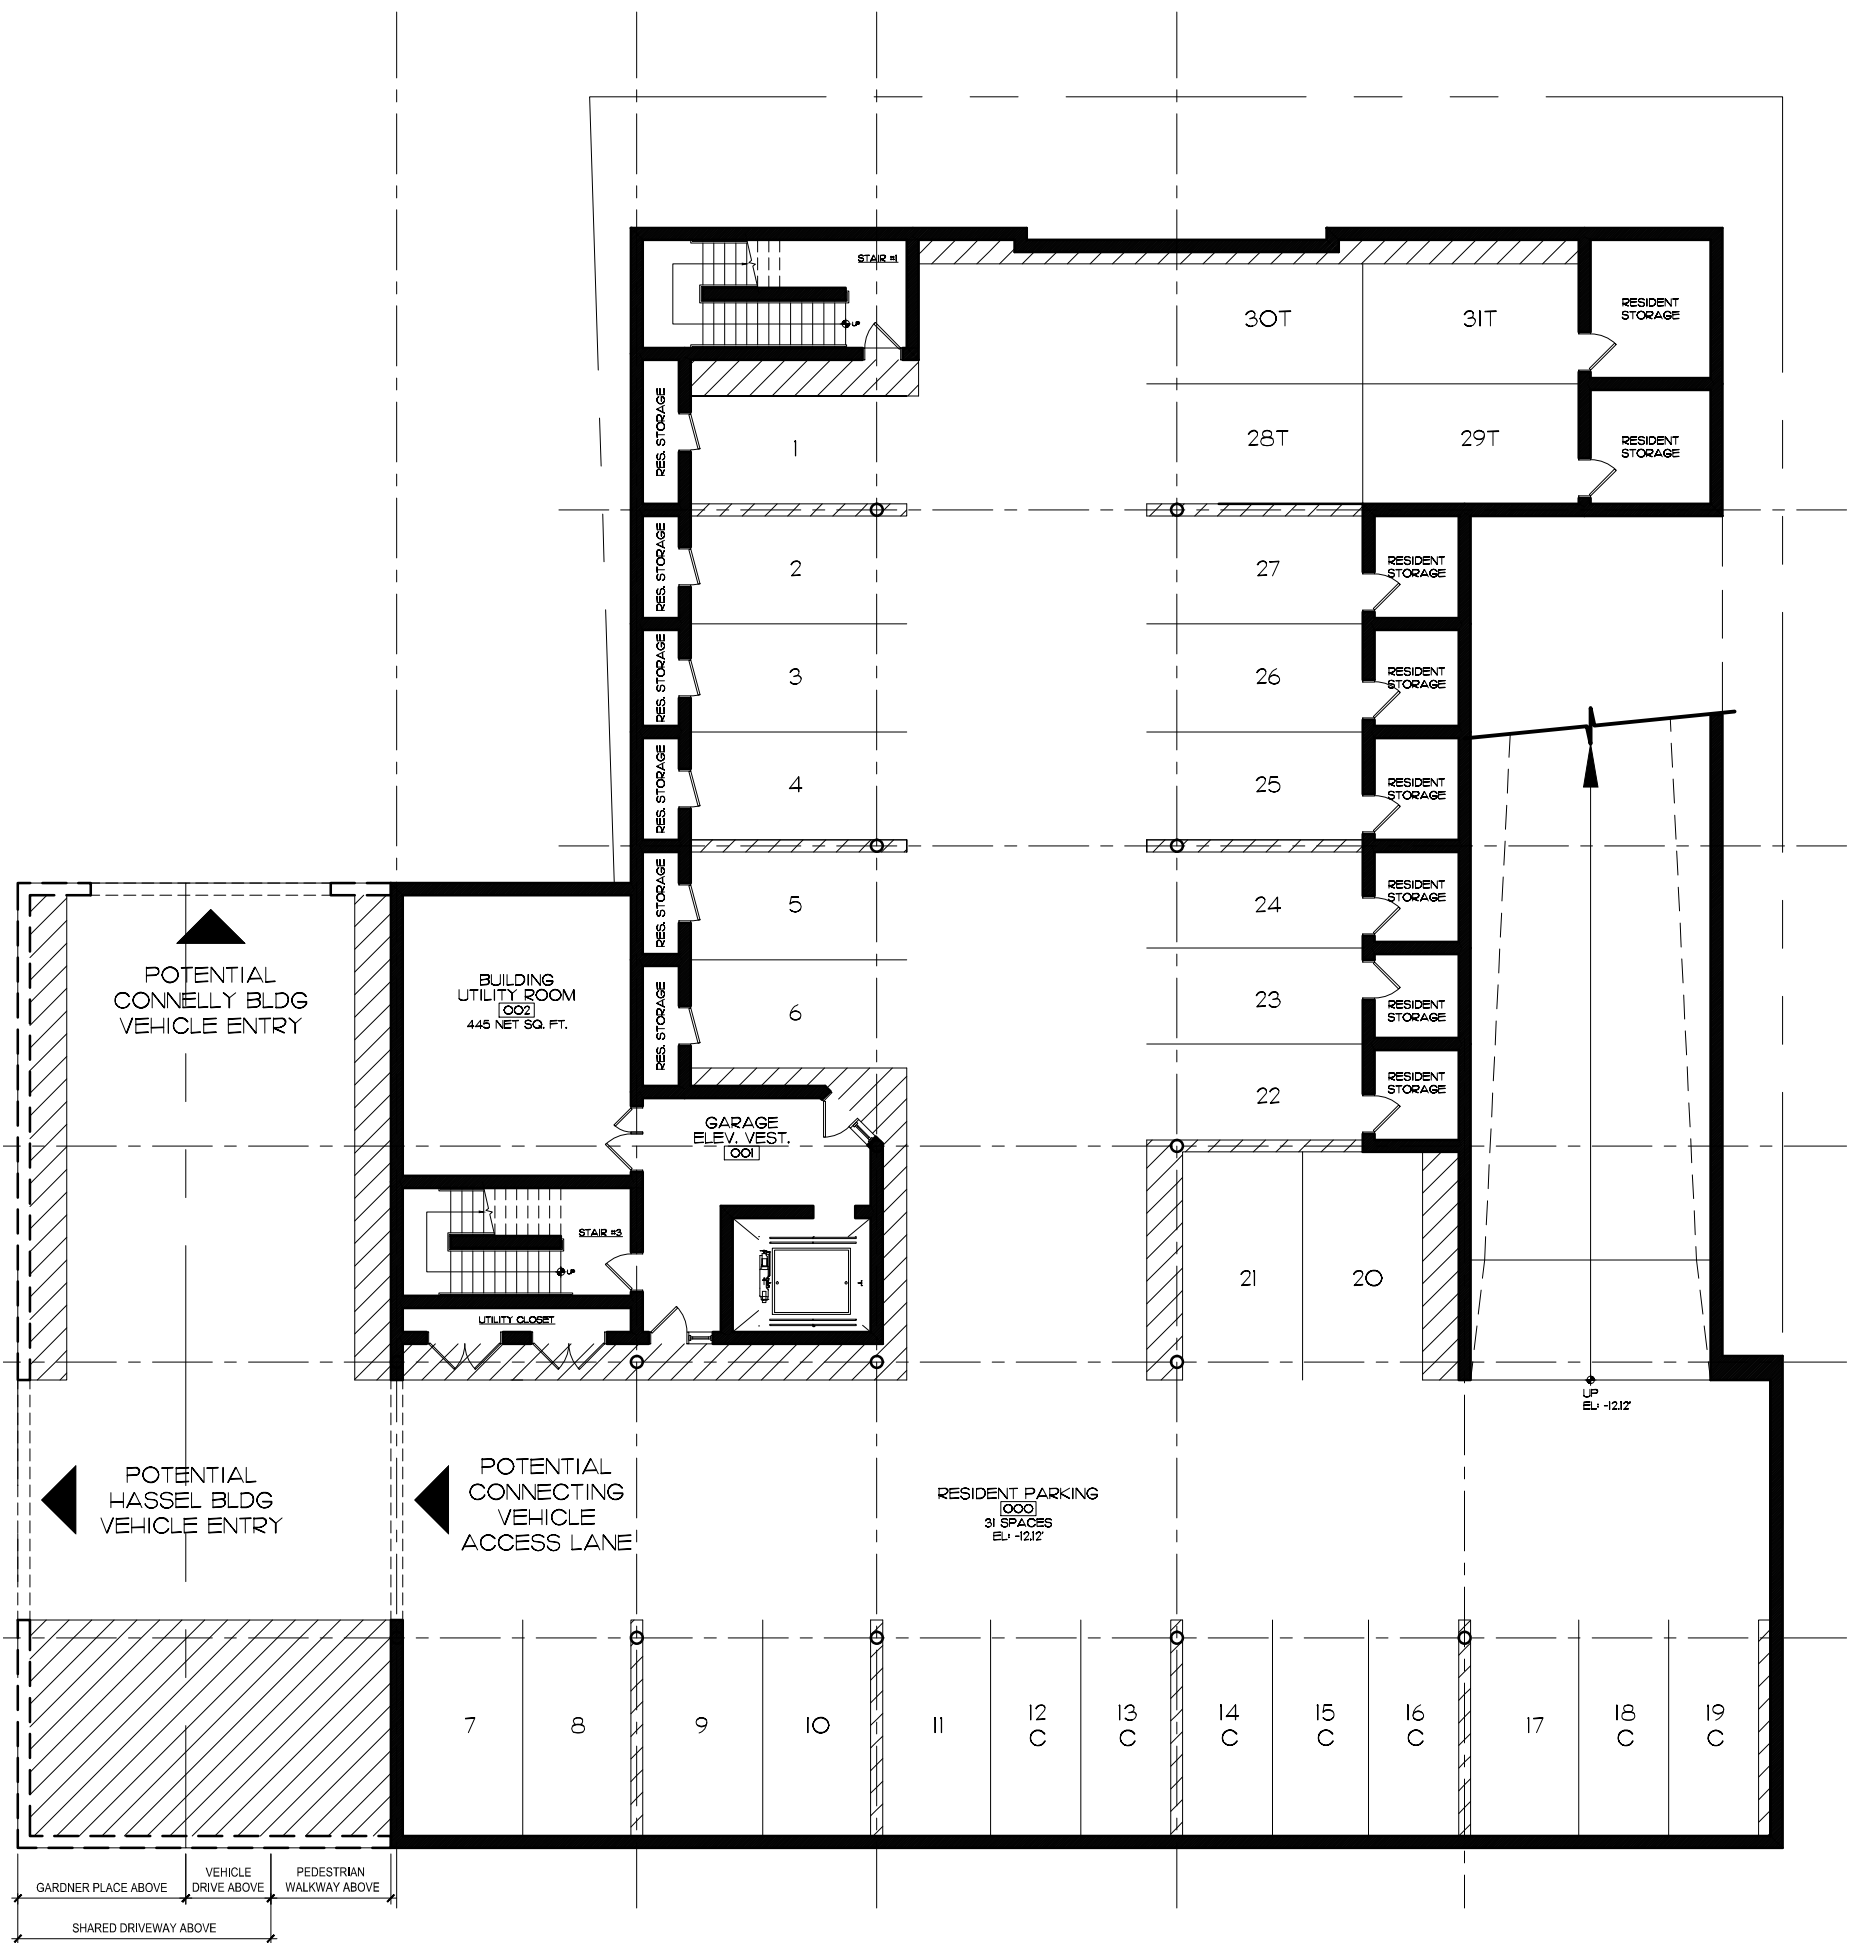 STAIR #1
UP
RESIDENT
STORAGE
30T
31T
RES. STORAGE
1
28T
29T
RESIDENT
STORAGE
RES. STORAGE
2
27
RESIDENT
STORAGE
RES. STORAGE
3
26
RESIDENT
STORAGE
RES. STORAGE
4
25
RESIDENT
STORAGE
RES. STORAGE
5
24
RESIDENT
STORAGE
RES. STORAGE
6
23
RESIDENT
STORAGE
22
RESIDENT
STORAGE
POTENTIAL
CONNELLY BLDG
VEHICLE ENTRY
BUILDING
UTILITY ROOM
002
445 NET SQ. FT.
GARAGE
ELEV. VEST.
001
STAIR #3
UP
UTILITY CLOSET
21
20
UP
EL: -12.12'
POTENTIAL
HASSEL BLDG
VEHICLE ENTRY
POTENTIAL
CONNECTING
VEHICLE
ACCESS LANE
RESIDENT PARKING
000
31 SPACES
EL: -12.12'
7
8
9
10
11
12
C
13
C
14
C
15
C
16
C
17
18
C
19
C
GARDNER PLACE ABOVE
VEHICLE
DRIVE ABOVE
PEDESTRIAN
WALKWAY ABOVE
SHARED DRIVEWAY ABOVE